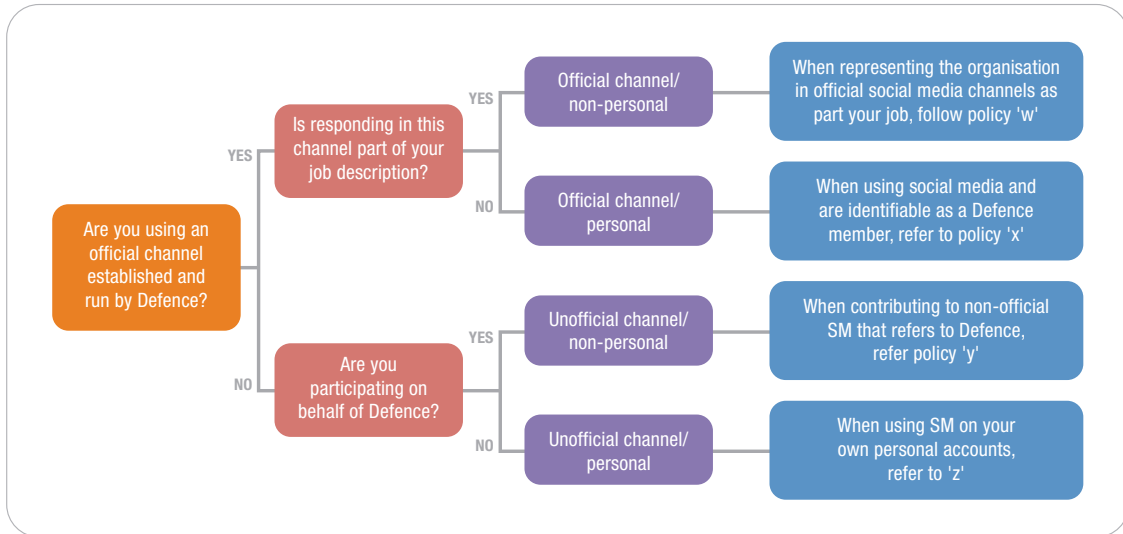 Are you using an
official channel
established and
run by Defence?
YES
NO
Is responding in this
channel part of your
job description?
YES
NO
Official channel/
non-personal
When representing the organisation
in official social media channels as
part your job, follow policy 'w'
Official channel/
personal
When using social media and
are identifiable as a Defence
member, refer to policy 'x'
Are you
participating on
behalf of Defence?
YES
NO
Unofficial channel/
non-personal
When contributing to non-official
SM that refers to Defence,
refer policy 'y'
Unofficial channel/
personal
When using SM on your
own personal accounts,
refer to 'z'